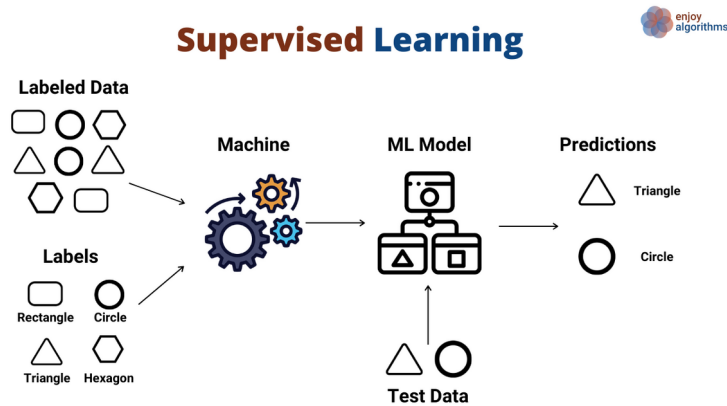 enjoy
algorithms
Supervised Learning
Labeled Data
Machine
ML Model
Predictions
Triangle
Labels
Circle
Rectangle Circle
Triangle Hexagon
Test Data